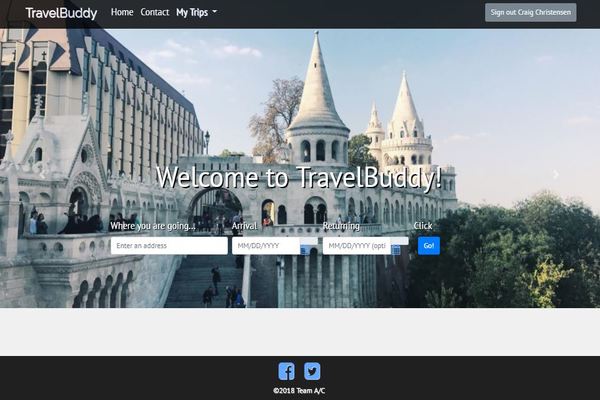 TravelBuddy Home Contact My Trips Sign out Craig Christensen
Welcome to TravelBuddy!
Where you are going... Arrival Returning Click
Enter an address MM/DD/YYYY MM/DD/YYYY (opti Go!
©2018 Team A/C